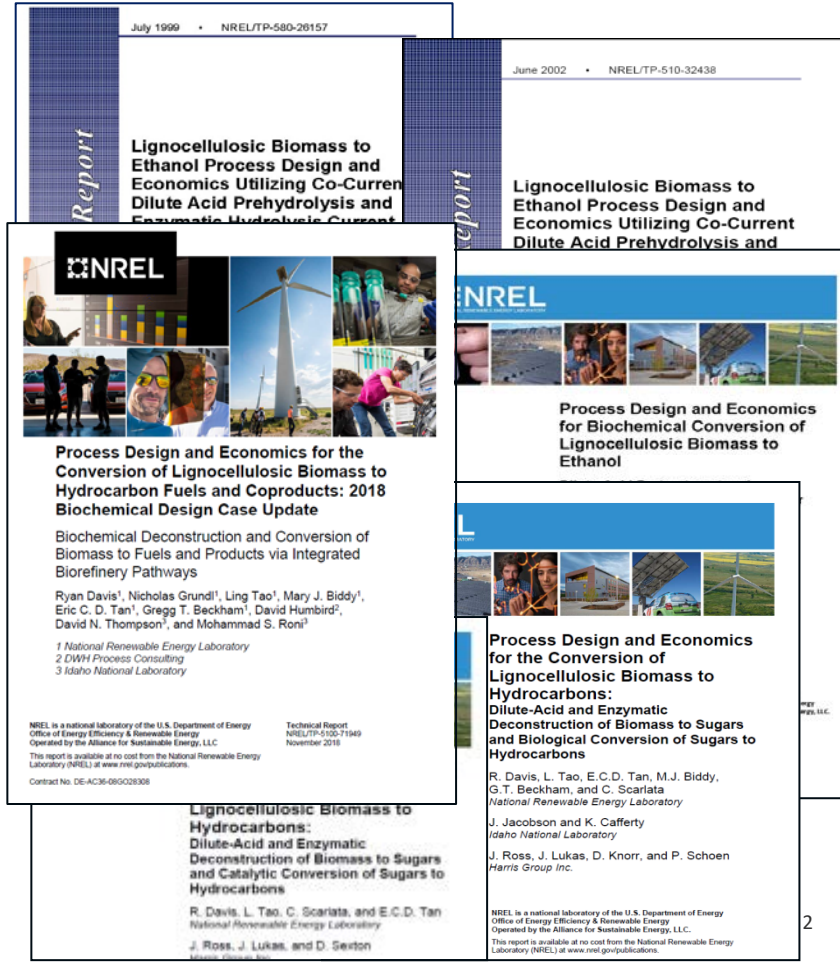 July 1999 • NREL/TP-580-26157
Report
Lignocellulosic Biomass to
Ethanol Process Design and
Economics Utilizing Co-Curren
Dilute Acid Prehydrolysis and
Enzymatic Hydrolysis Current
June 2002 • NREL/TP-510-32438
eport
Lignocellulosic Biomass to
Ethanol Process Design and
Economics Utilizing Co-Current
Dilute Acid Prehydrolysis and
NREL
Process Design and Economics for the
Conversion of Lignocellulosic Biomass to
Hydrocarbon Fuels and Coproducts: 2018
Biochemical Design Case Update
Biochemical Deconstruction and Conversion of
Biomass to Fuels and Products via Integrated
Biorefinery Pathways
Ryan Davis1, Nicholas Grundl1, Ling Tao1, Mary J. Biddy1,
Eric C. D. Tan1, Gregg T. Beckham1, David Humbird2,
David N. Thompson3, and Mohammad S. Roni3
1 National Renewable Energy Laboratory
2 DWH Process Consulting
3 Idaho National Laboratory
NREL is a national laboratory of the U.S. Department of Energy
Office of Energy Efficiency & Renewable Energy
Operated by the Alliance for Sustainable Energy, LLC
This report is available at no cost from the National Renewable Energy
Laboratory (NREL) at www.nrel.gov/publications.
Contract No. DE-AC36-08GO28308
Technical Report
NREL/TP-5100-71949
November 2018
NREL
Process Design and Economics
for Biochemical Conversion of
Lignocellulosic Biomass to
Ethanol
L
Process Design and Economics
for the Conversion of
Lignocellulosic Biomass to
Hydrocarbons:
Dilute-Acid and Enzymatic
Deconstruction of Biomass to Sugars
and Biological Conversion of Sugars to
Hydrocarbons
R. Davis, L. Tao, E.C.D. Tan, M.J. Biddy,
G.T. Beckham, and C. Scarlata
National Renewable Energy Laboratory
J. Jacobson and K. Cafferty
Idaho National Laboratory
J. Ross, J. Lukas, D. Knorr, and P. Schoen
Harris Group Inc.
NREL is a national laboratory of the U.S. Department of Energy
Office of Energy Efficiency & Renewable Energy
Operated by the Alliance for Sustainable Energy, LLC.
This report is available at no cost from the National Renewable Energy
Laboratory (NREL) at www.nrel.gov/publications.
Lignocellulosic Biomass to
Hydrocarbons:
Dilute-Acid and Enzymatic
Deconstruction of Biomass to Sugars
and Catalytic Conversion of Sugars to
Hydrocarbons
R. Davis, L. Tao, C. Scarlata, and E.C.D. Tan
National Renewable Energy Laboratory
J. Ross, J. Lukas, and D. Sexton
Harris Group Inc.
2